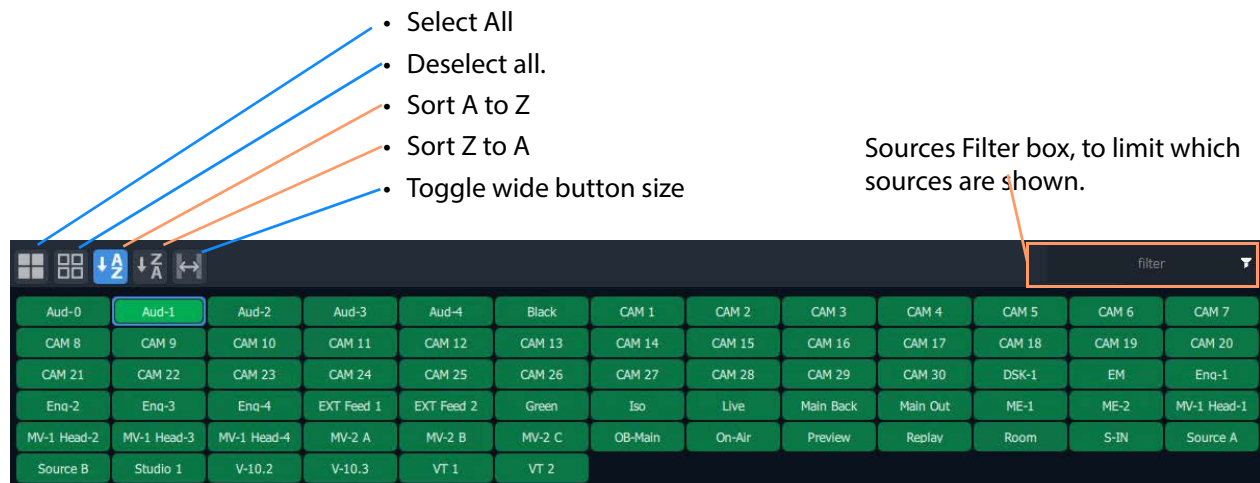 • Select All
• Deselect all.
• Sort A to Z
• Sort Z to A
• Toggle wide button size
Sources Filter box, to limit which
sources are shown.
A Z Z A filter
Aud-0 Aud-1 Aud-2 Aud-3 Aud-4 Black CAM 1 CAM 2 CAM 3 CAM 4 CAM 5 CAM 6 CAM 7
CAM 8 CAM 9 CAM 10 CAM 11 CAM 12 CAM 13 CAM 14 CAM 15 CAM 16 CAM 17 CAM 18 CAM 19 CAM 20
CAM 21 CAM 22 CAM 23 CAM 24 CAM 25 CAM 26 CAM 27 CAM 28 CAM 29 CAM 30 DSK-1 EM Eng-1
Eng-2 Eng-3 Eng-4 EXT Feed 1 EXT Feed 2 Green Iso Live Main Back Main Out ME-1 ME-2 MV-1 Head-1
MV-1 Head-2 MV-1 Head-3 MV-1 Head-4 MV-2 A MV-2 B MV-2 C OB-Main On-Air Preview Replay Room S-IN Source A
Source B Studio 1 V-10.2 V-10.3 VT 1 VT 2